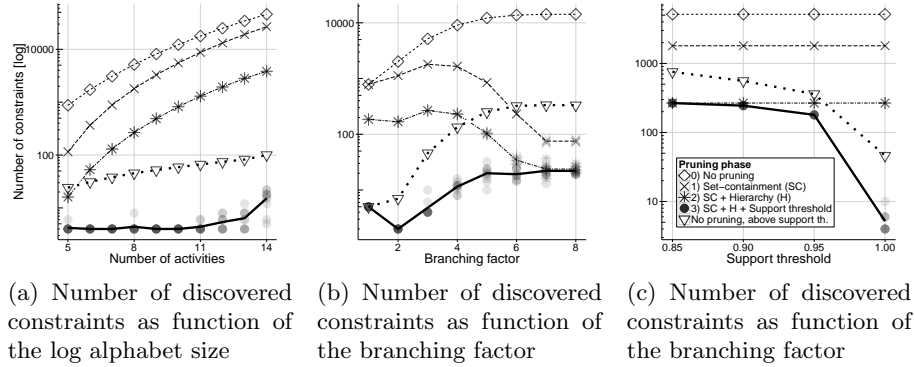 Number of constraints [log]
10000
100
5
8
11
14
Number of activities
10000
100
2
4
6
8
Branching factor
1000
100
10
Pruning phase
0) No pruning
1) Set-containment (SC)
2) SC + Hierarchy (H)
3) SC + H + Support threshold
No pruning, above support th.
0.85
0.90
0.95
1.00
Support threshold
(a) Number of discovered
constraints as function of
the log alphabet size
(b) Number of discovered
constraints as function of
the branching factor
(c) Number of discovered
constraints as function of
the branching factor